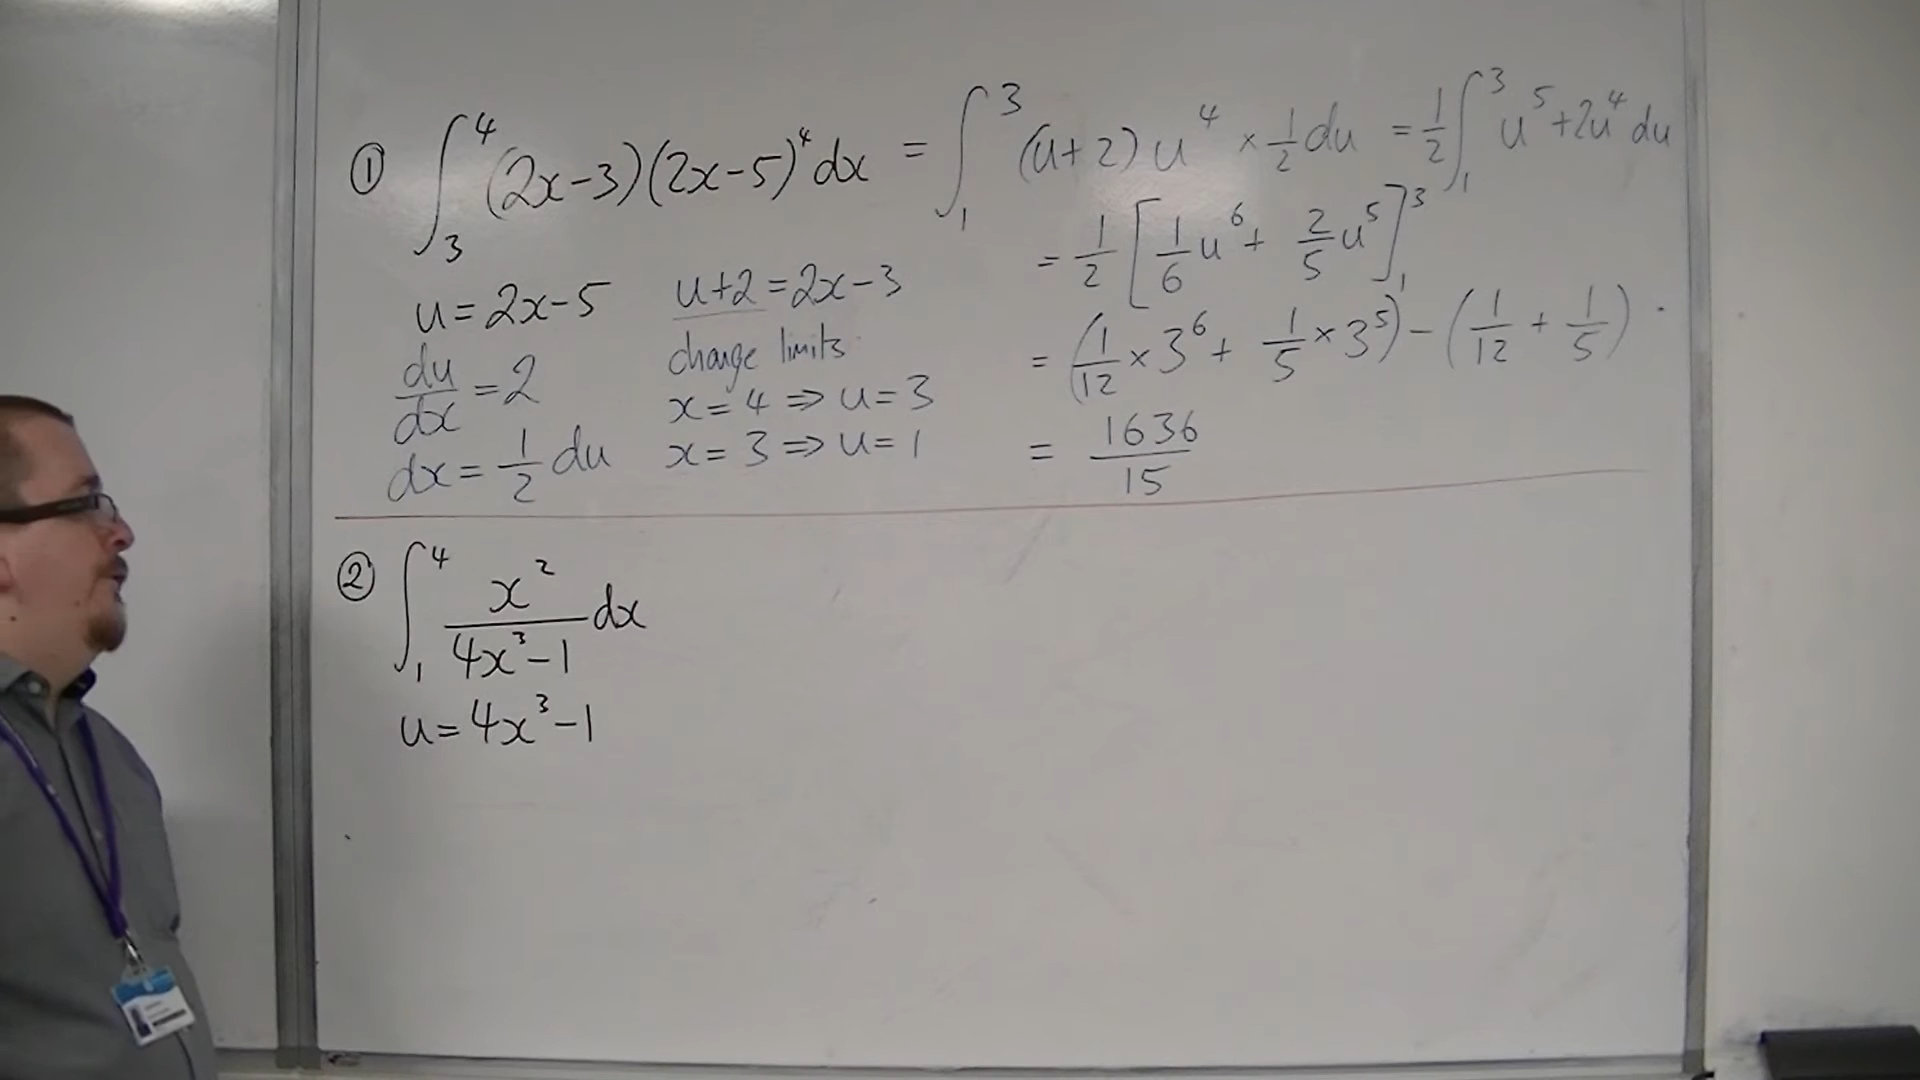 ① ∫₃⁴ (2x-3)(2x-5)⁴ dx = ∫₁³ (u+2) u⁴ × 1/2 du = 1/2 ∫₁³ u⁵ + 2u⁴ du
= 1/2 [1/6 u⁶ + 2/5 u⁵]₁³
= (1/12 × 3⁶ + 1/5 × 3⁵) - (1/12 + 1/5) .
= 1636/15
u = 2x-5
du/dx = 2
dx = 1/2 du
u+2 = 2x-3
change limits
x = 4 ⇒ u = 3
x = 3 ⇒ u = 1
② ∫₁⁴ x²/(4x³-1) dx
u = 4x³-1